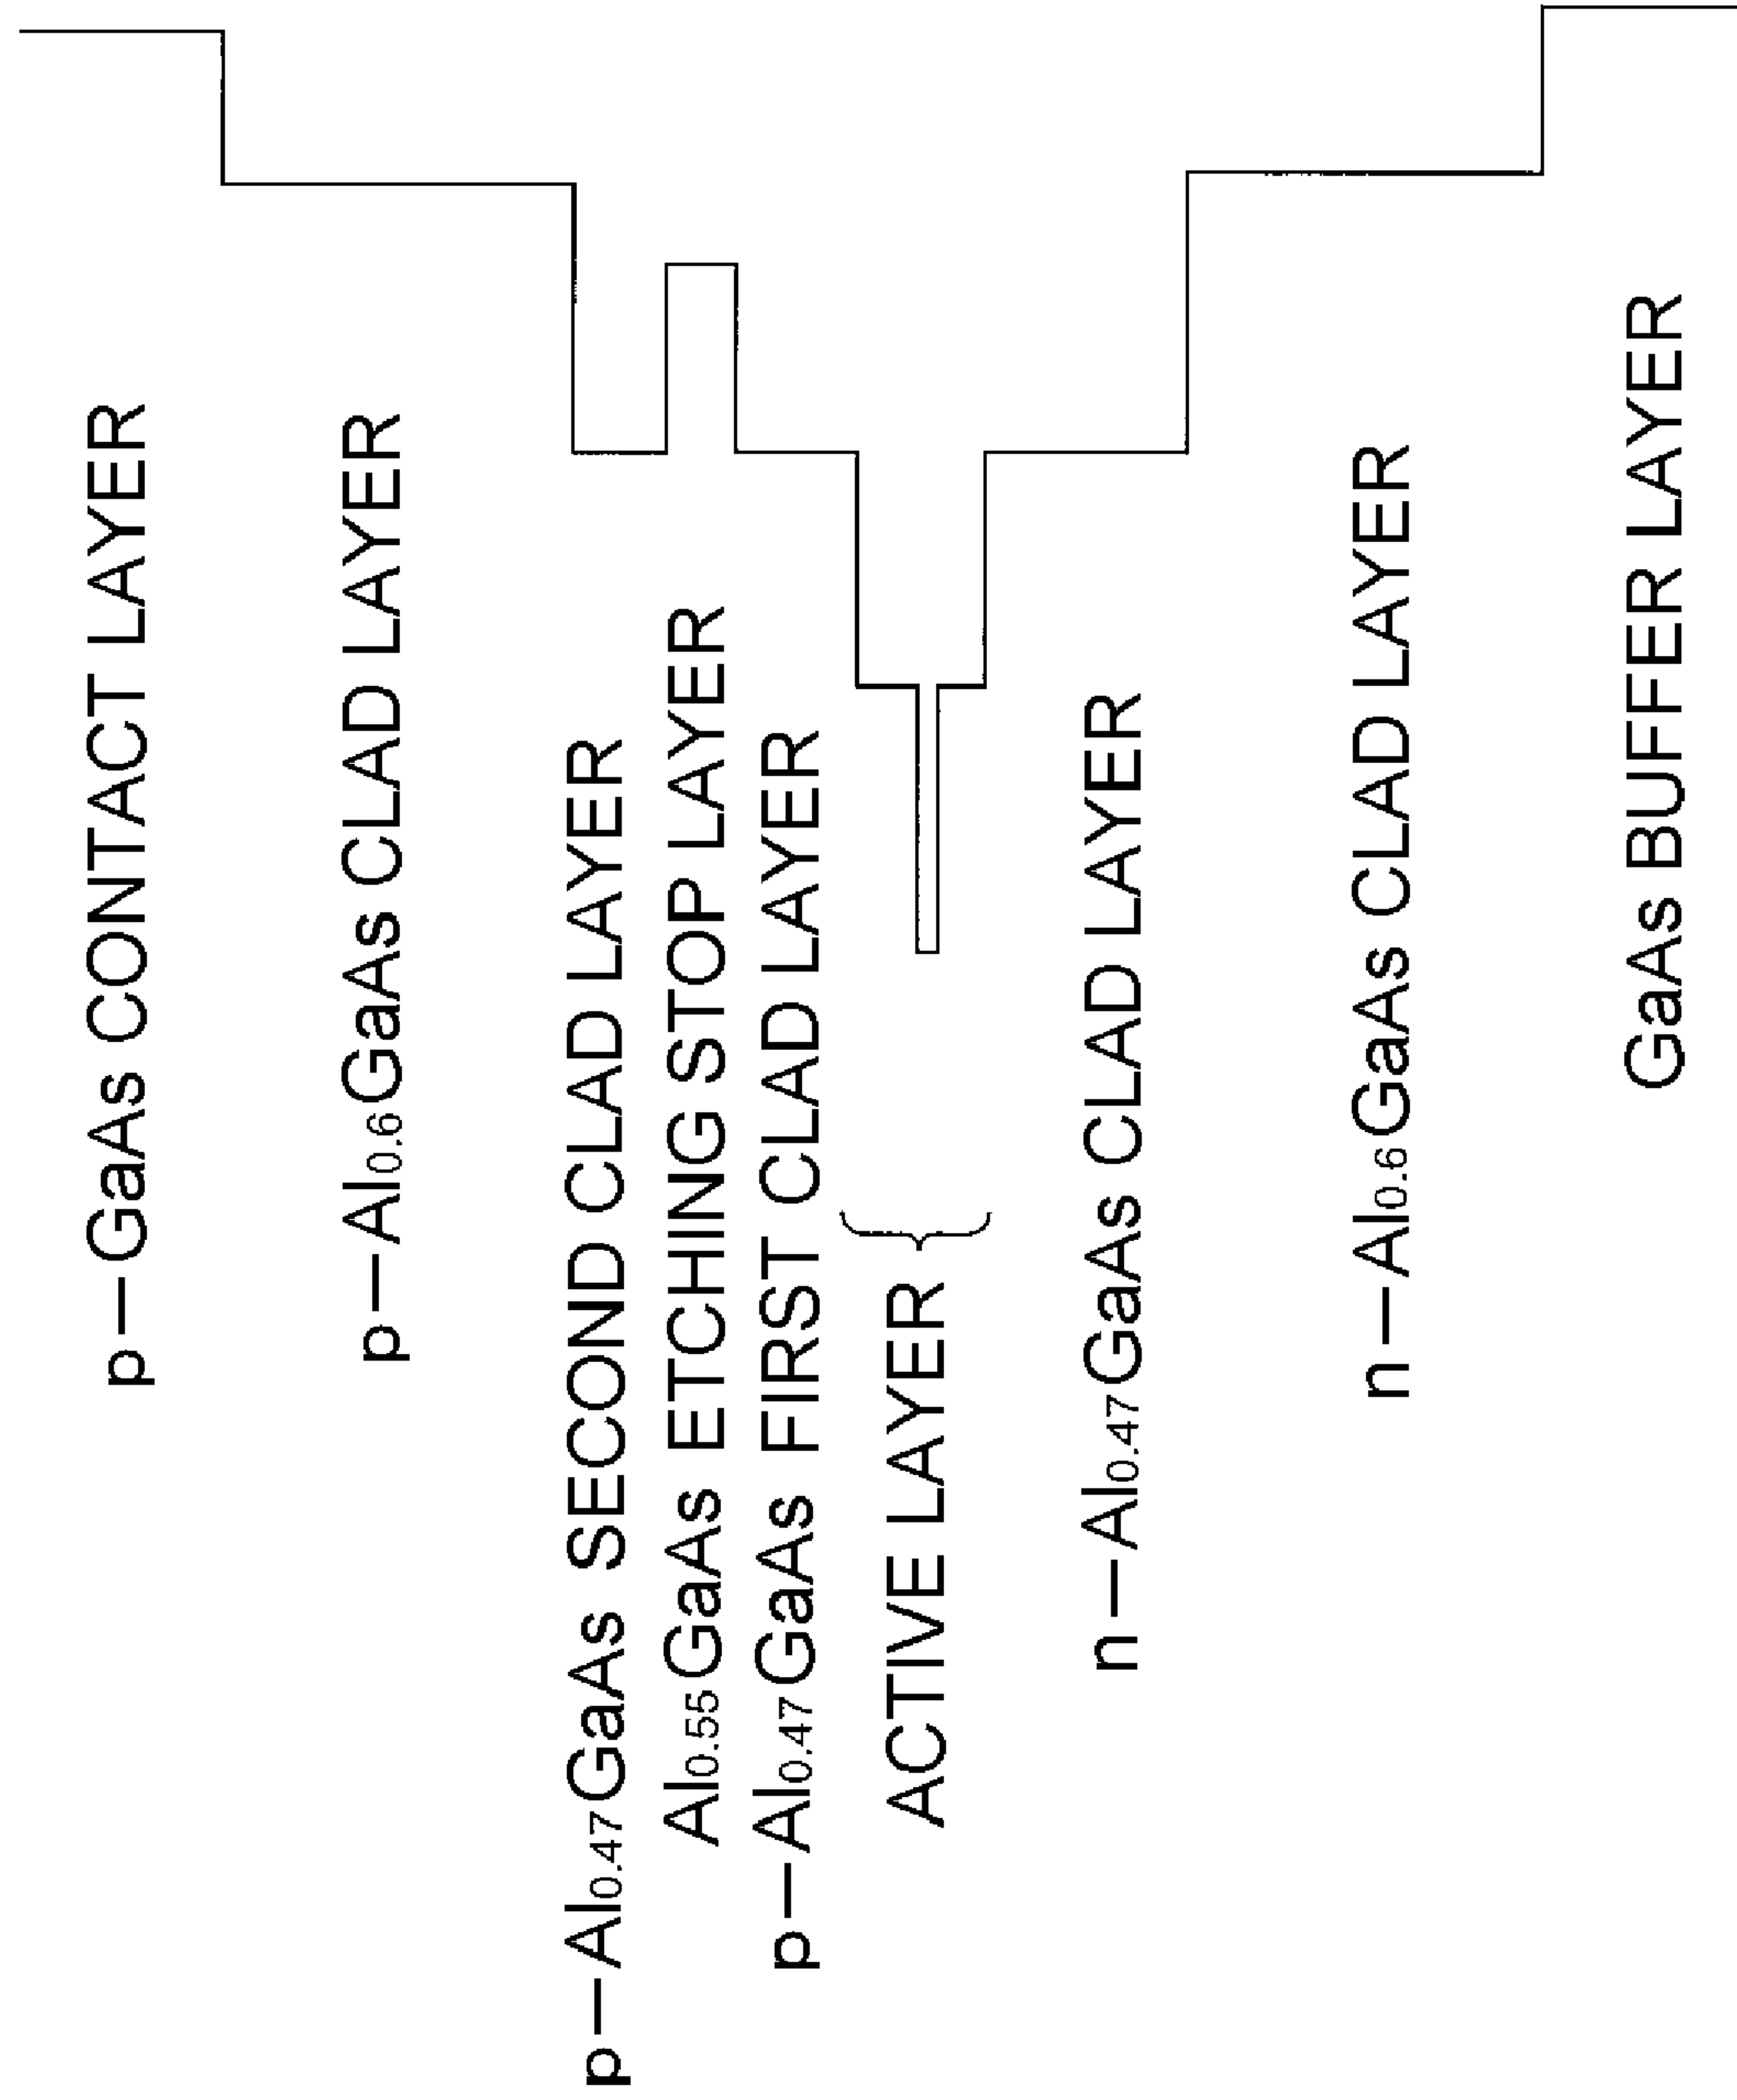 p—GaAs CONTACT LAYER
p—Al0.6GaAs CLAD LAYER
p—Al0.47GaAs SECOND CLAD LAYER
Al0.55GaAs ETCHING STOP LAYER
p—Al0.47GaAs FIRST CLAD LAYER
ACTIVE LAYER
n—Al0.47GaAs CLAD LAYER
n—Al0.6GaAs CLAD LAYER
GaAs BUFFER LAYER